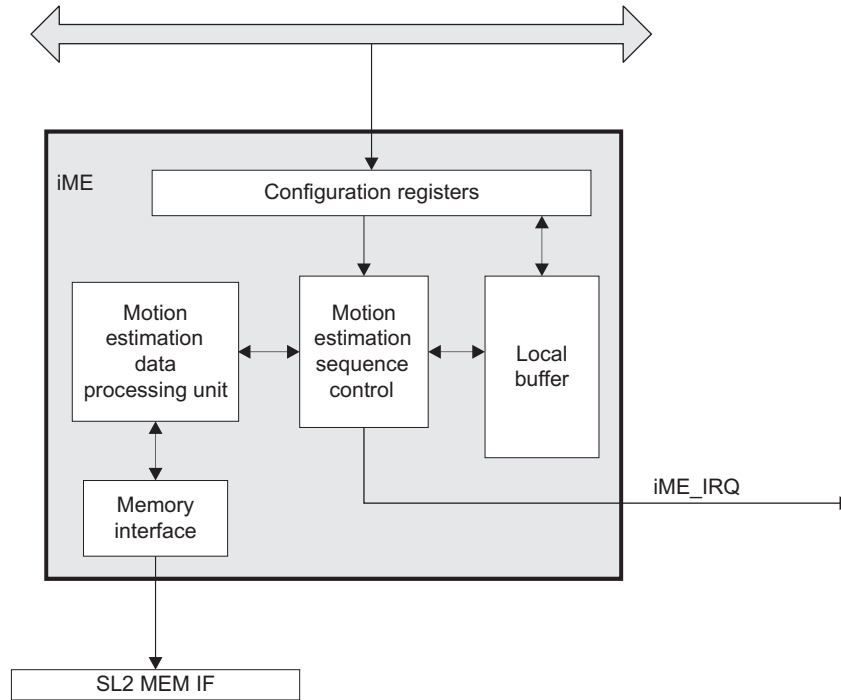 iME
Configuration registers
Motion
estimation
data
processing unit
Motion
estimation
sequence
control
Local
buffer
Memory
interface
iME_IRQ
SL2 MEM IF